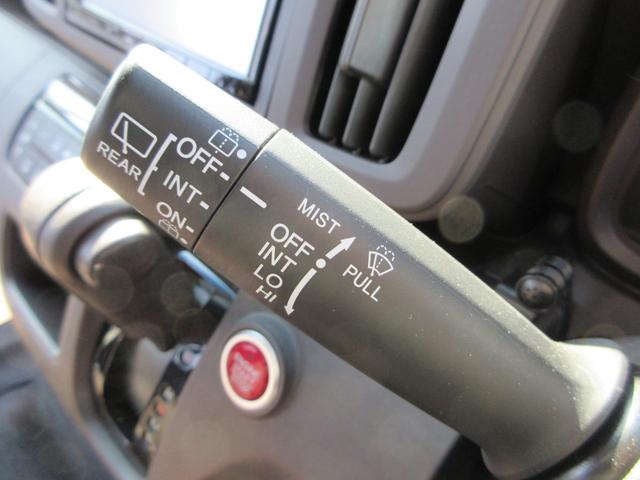 REAR
OFF
INT
ON
MIST
OFF
INT
LO
HI
PULL